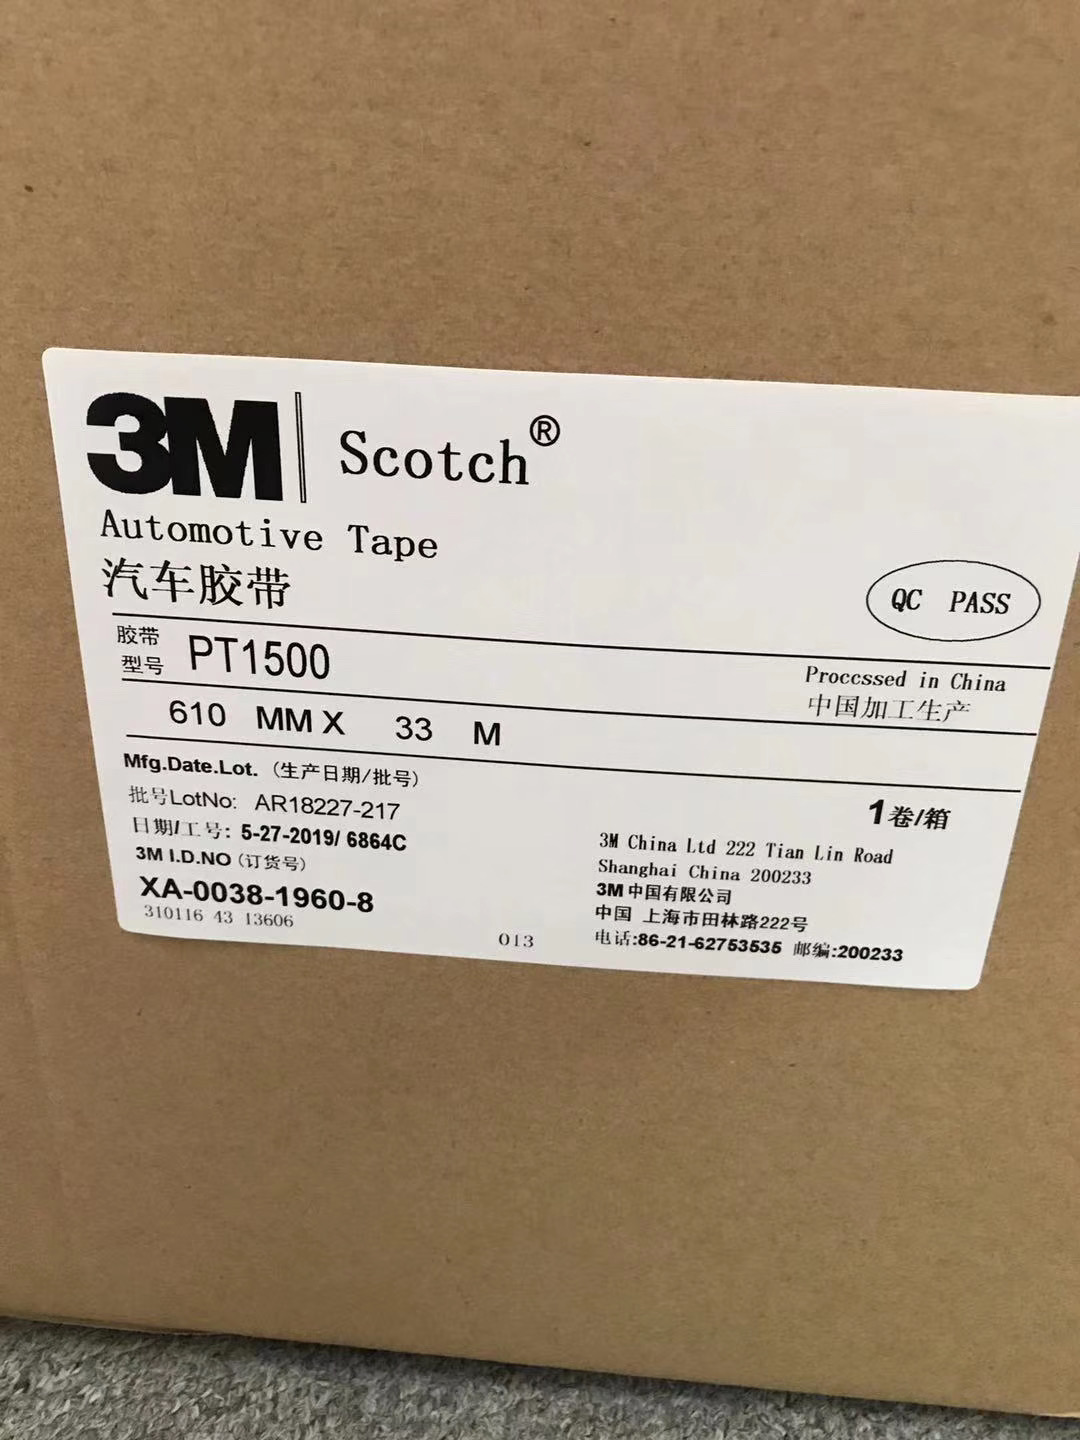 3M Scotch®
Automotive Tape
汽车胶带
QC PASS
胶带
型号 PT1500
Proccssed in China
中国加工生产
610 MM X 33 M
Mfg.Date.Lot. (生产日期/批号)
批号LotNo: AR18227-217
1卷/箱
日期/工号: 5-27-2019/ 6864C
3M I.D.NO (订货号)
XA-0038-1960-8
310116 43 13606
013
3M China Ltd 222 Tian Lin Road
Shanghai China 200233
3M中国有限公司
中国 上海市田林路222号
电话:86-21-62753535 邮编:200233